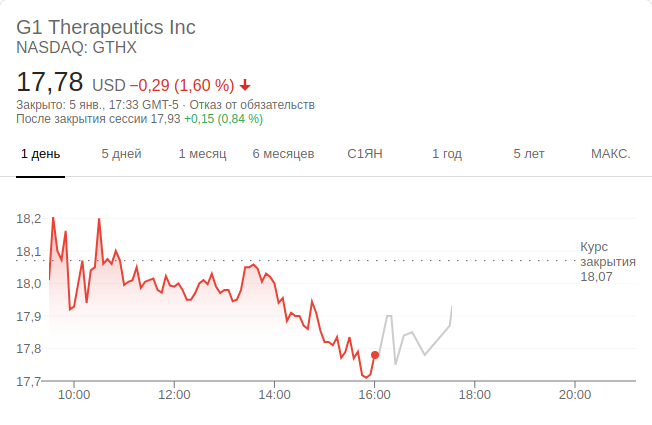 G1 Therapeutics Inc
NASDAQ: GTHX
17,78 USD −0,29 (1,60 %)
Закрыто: 5 янв., 17:33 GMT-5 · Отказ от обязательств
После закрытия сессии 17,93 +0,15 (0,84 %)
1 день 5 дней 1 месяц 6 месяцев С1ЯН 1 год 5 лет МАКС.
18,2
18,1
18,0
17,9
17,8
17,7
Курс
закрытия
18,07
10:00 12:00 14:00 16:00 18:00 20:00